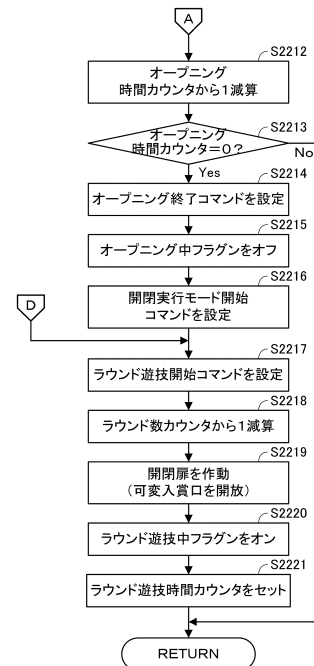 A
S2212
オープニング
時間カウンタから1減算
S2213
オープニング
時間カウンタ=0?
No
Yes
S2214
オープニング終了コマンドを設定
S2215
オープニング中フラグンをオフ
S2216
開閉実行モード開始
コマンドを設定
D
S2217
ラウンド遊技開始コマンドを設定
S2218
ラウンド数カウンタから1減算
S2219
開閉扉を作動
(可変入賞口を開放)
S2220
ラウンド遊技中フラグンをオン
S2221
ラウンド遊技時間カウンタをセット
RETURN